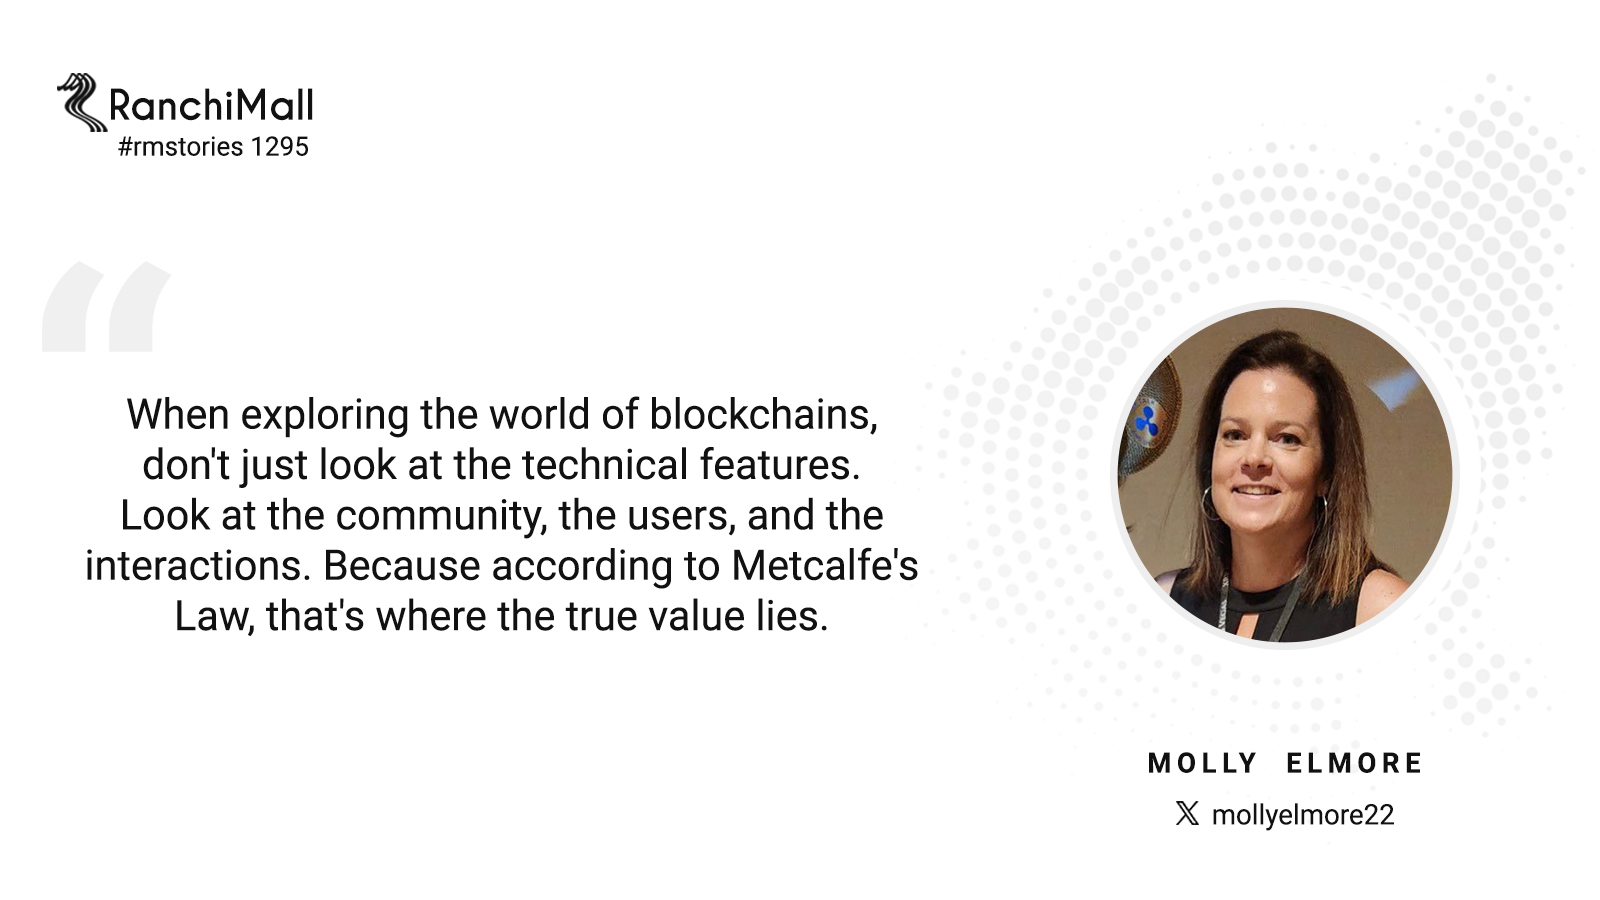 RanchiMall
#rmstories 1295
When exploring the world of blockchains,
don't just look at the technical features.
Look at the community, the users, and the
interactions. Because according to Metcalfe's
Law, that's where the true value lies.
MOLLY ELMORE
X mollyelmore22